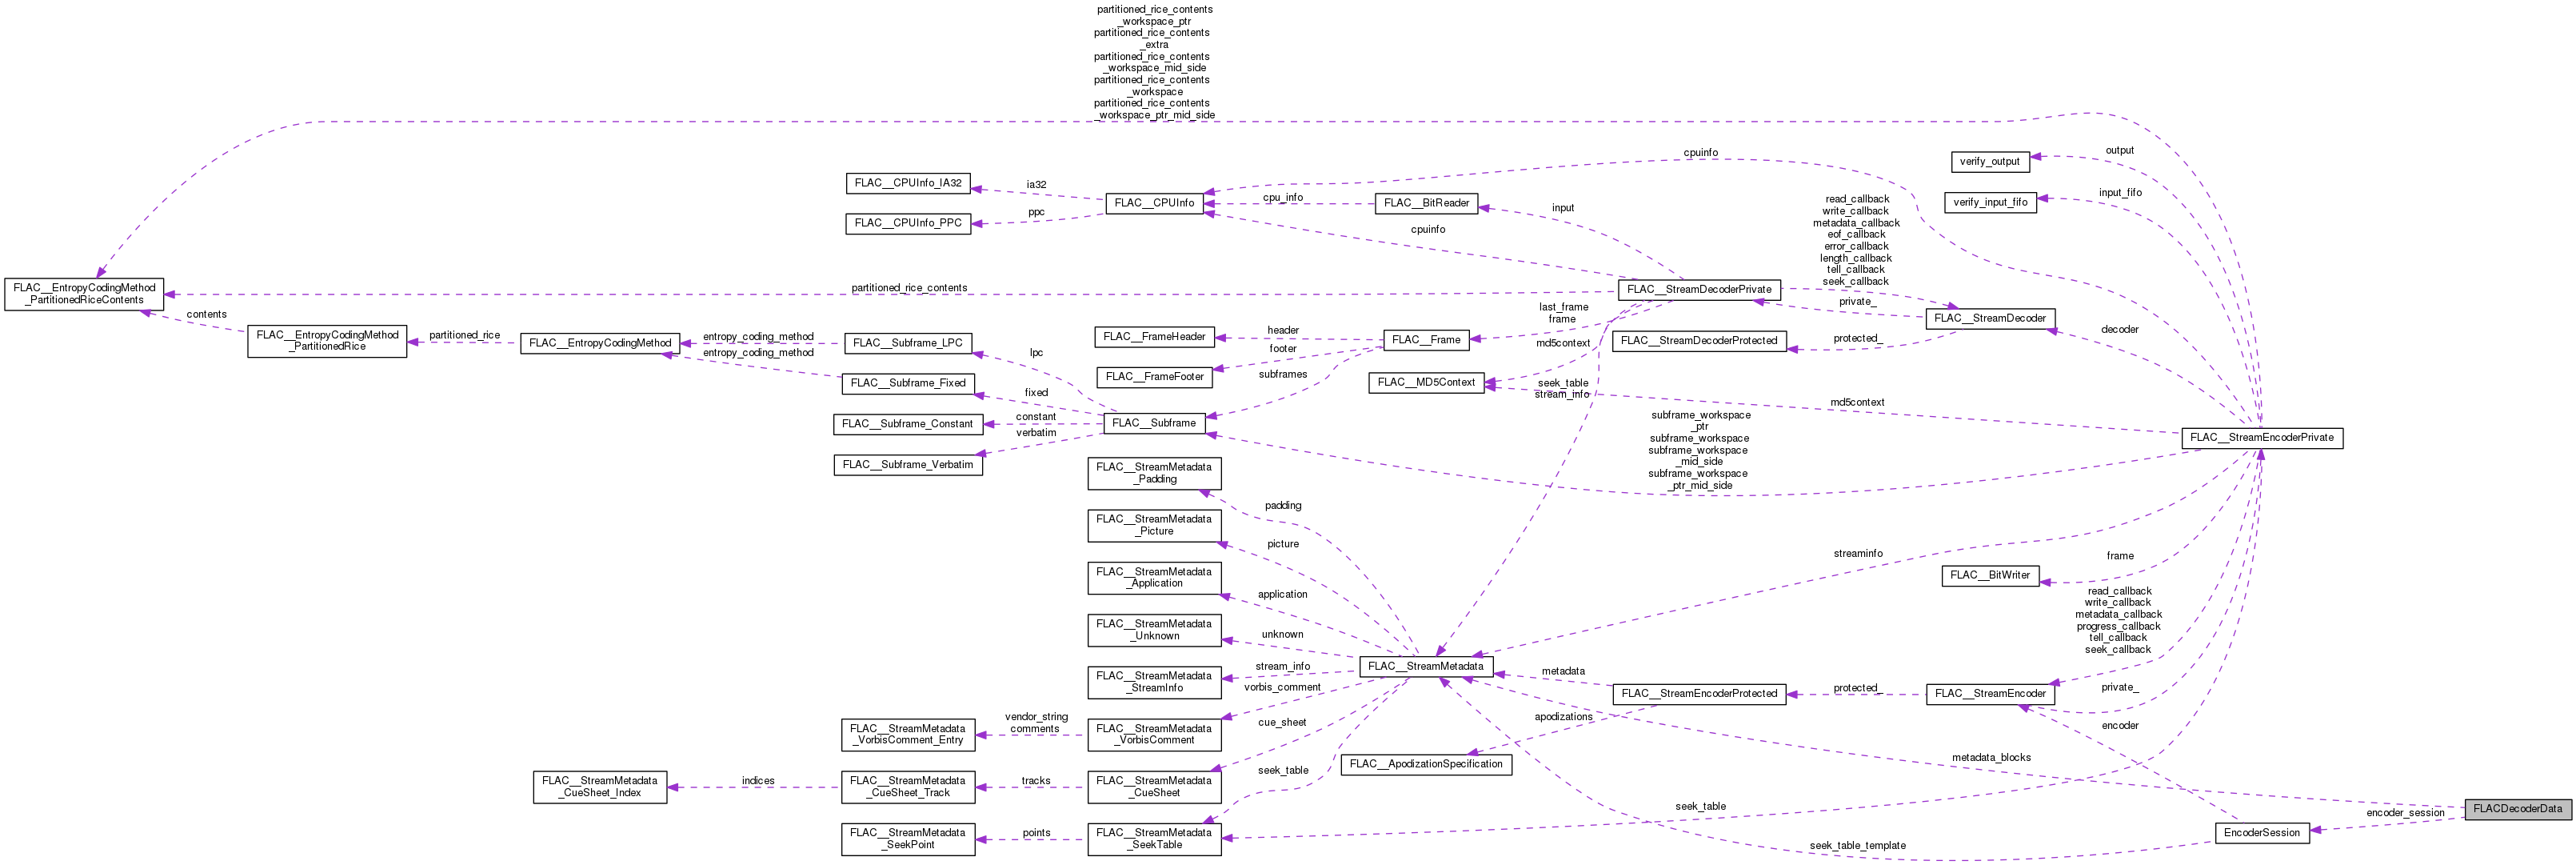 partitioned_rice_contents
_workspace_ptr
partitioned_rice_contents
_extra
partitioned_rice_contents
_workspace_mid_side
partitioned_rice_contents
_workspace
partitioned_rice_contents
_workspace_ptr_mid_side
cpuinfo
output
verify_output
FLAC__CPUInfo_IA32
ia32
FLAC__CPUInfo
cpu_info
FLAC__BitReader
input
input_fifo
verify_input_fifo
FLAC__CPUInfo_PPC
ppc
cpuinfo
read_callback
write_callback
metadata_callback
eof_callback
error_callback
length_callback
tell_callback
seek_callback
FLAC__EntropyCodingMethod
_PartitionedRiceContents
partitioned_rice_contents
FLAC__StreamDecoderPrivate
private_
FLAC__StreamDecoder
decoder
contents
FLAC__EntropyCodingMethod
_PartitionedRice
partitioned_rice
FLAC__EntropyCodingMethod
entropy_coding_method
entropy_coding_method
FLAC__Subframe_LPC
lpc
FLAC__FrameHeader
header
FLAC__Frame
last_frame
frame
FLAC__StreamDecoderProtected
protected_
footer
FLAC__FrameFooter
md5context
FLAC__Subframe_Fixed
fixed
subframes
FLAC__MD5Context
seek_table
stream_info
md5context
FLAC__Subframe_Constant
constant
FLAC__Subframe
verbatim
FLAC__Subframe_Verbatim
subframe_workspace
_ptr
subframe_workspace
subframe_workspace
_mid_side
subframe_workspace
_ptr_mid_side
FLAC__StreamEncoderPrivate
FLAC__StreamMetadata
_Padding
padding
FLAC__StreamMetadata
_Picture
picture
streaminfo
frame
FLAC__BitWriter
FLAC__StreamMetadata
_Application
application
read_callback
write_callback
metadata_callback
progress_callback
tell_callback
seek_callback
FLAC__StreamMetadata
_Unknown
unknown
FLAC__StreamMetadata
_StreamInfo
stream_info
FLAC__StreamMetadata
metadata
FLAC__StreamEncoderProtected
protected_
FLAC__StreamEncoder
private_
vorbis_comment
apodizations
encoder
FLAC__StreamMetadata
_VorbisComment_Entry
vendor_string
comments
FLAC__StreamMetadata
_VorbisComment
cue_sheet
FLAC__ApodizationSpecification
metadata_blocks
FLAC__StreamMetadata
_CueSheet_Index
indices
FLAC__StreamMetadata
_CueSheet_Track
tracks
FLAC__StreamMetadata
_CueSheet
seek_table
seek_table
FLACDecoderData
encoder_session
FLAC__StreamMetadata
_SeekPoint
points
FLAC__StreamMetadata
_SeekTable
seek_table_template
EncoderSession